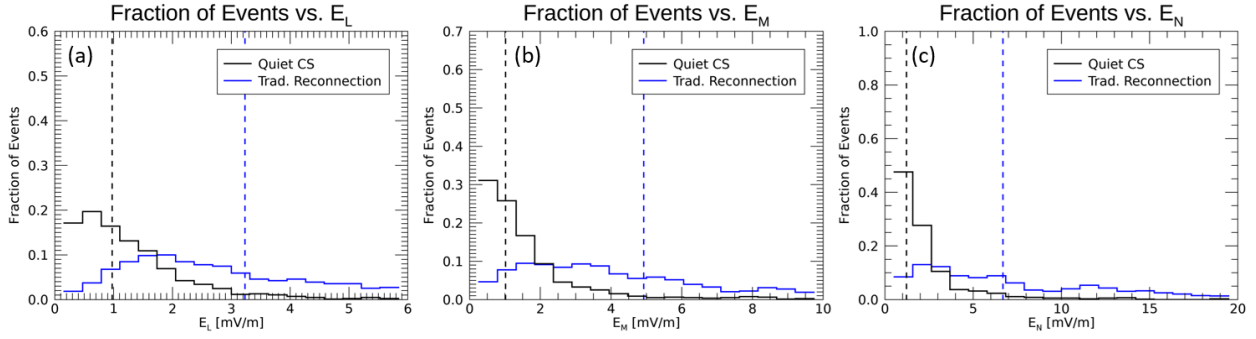 Fraction of Events vs. E_L
(a)
Quiet CS
Trad. Reconnection
Fraction of Events
0.6
0.5
0.4
0.3
0.2
0.1
0.0
0 1 2 3 4 5 6
E_L [mV/m]
Fraction of Events vs. E_M
(b)
Quiet CS
Trad. Reconnection
Fraction of Events
0.7
0.6
0.5
0.4
0.3
0.2
0.1
0.0
0 2 4 6 8 10
E_M [mV/m]
Fraction of Events vs. E_N
(c)
Quiet CS
Trad. Reconnection
Fraction of Events
1.0
0.8
0.6
0.4
0.2
0.0
0 5 10 15 20
E_N [mV/m]